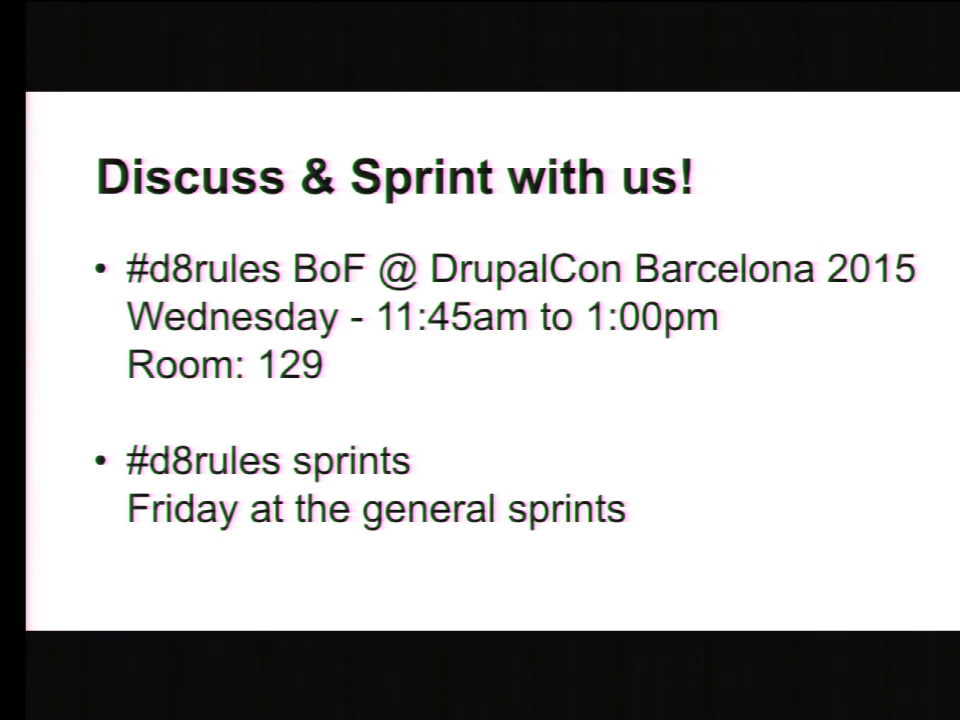 Discuss & Sprint with us!
• #d8rules BoF @ DrupalCon Barcelona 2015
Wednesday - 11:45am to 1:00pm
Room: 129
• #d8rules sprints
Friday at the general sprints